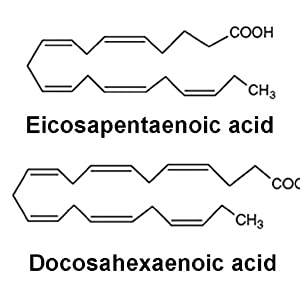 COOH
CH3
Eicosapentaenoic acid
COO
CH3
Docosahexaenoic acid